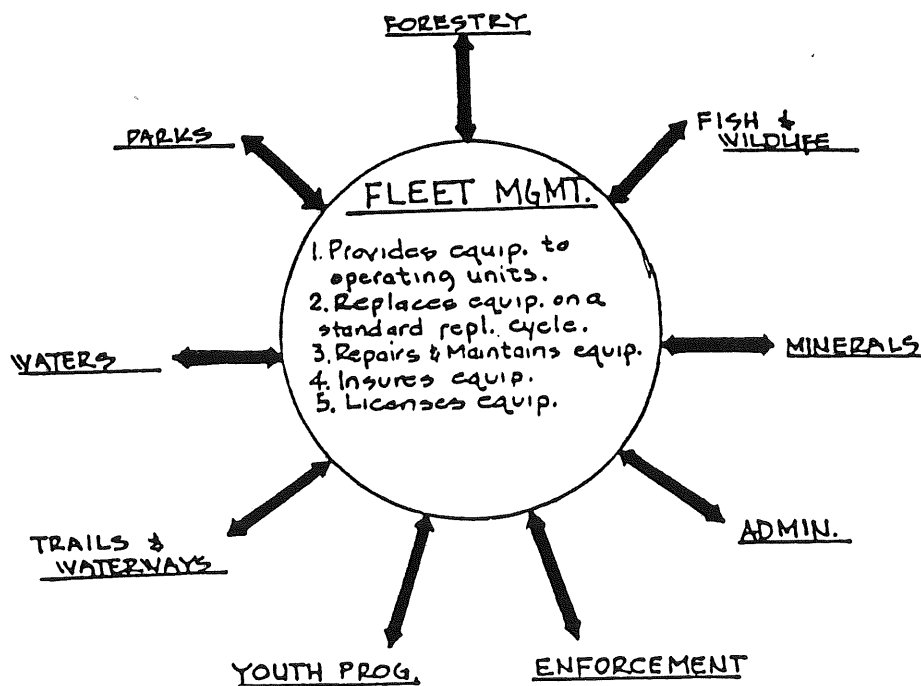 FORESTRY
PARKS
FISH &
WILDLIFE
FLEET MGMT.
1. Provides equip. to
operating units.
2. Replaces equip. on a
standard repl. cycle.
3. Repairs & Maintains equip.
4. Insures equip.
5. Licenses equip.
WATERS
MINERALS
TRAILS &
WATERWAYS
ADMIN.
YOUTH PROG.
ENFORCEMENT